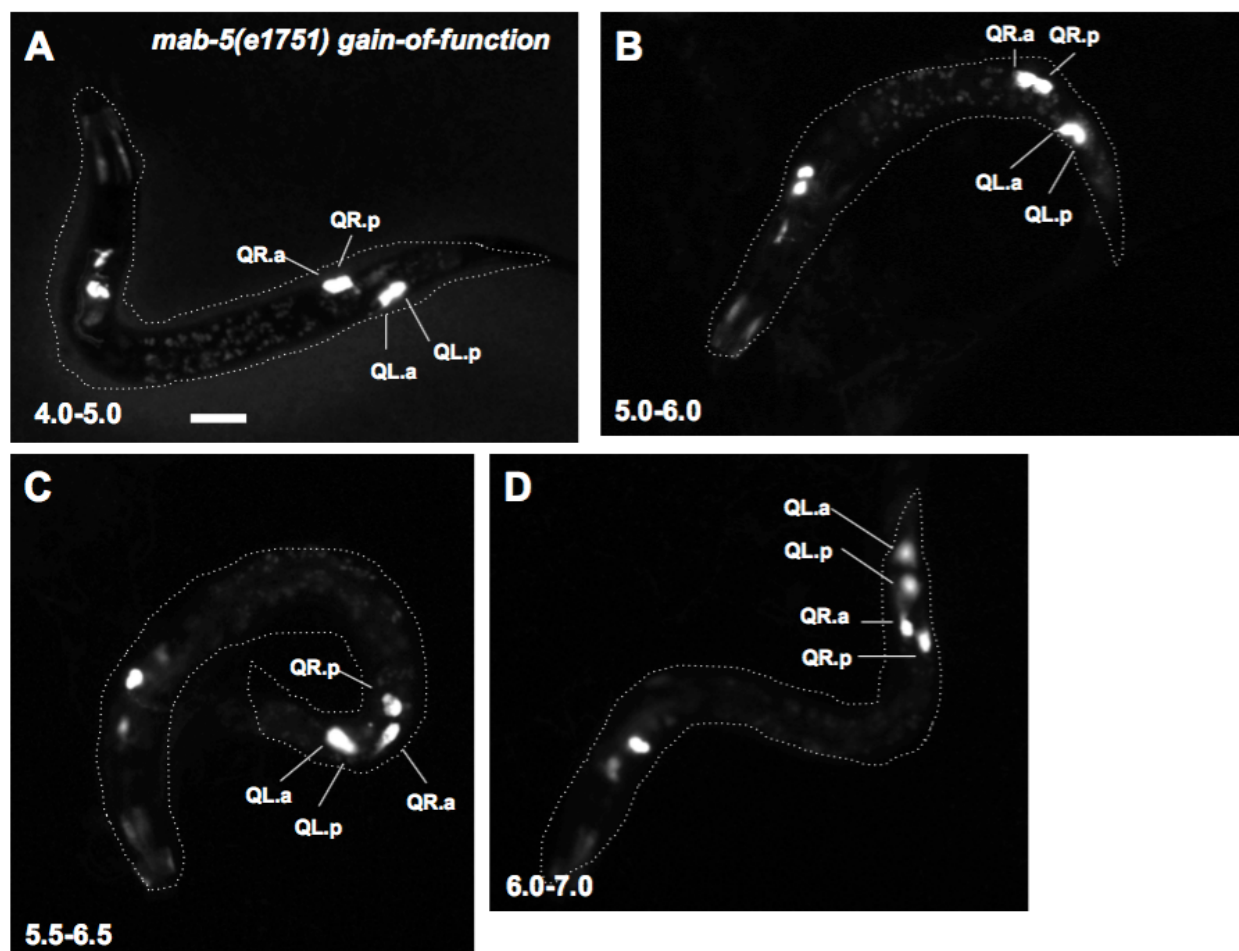 A
mab-5(e1751) gain-of-function
QR.p
QR.a
QL.p
QL.a
4.0-5.0
B
QR.a
QR.p
QL.a
QL.p
5.0-6.0
C
QR.p
QL.a
QR.a
QL.p
5.5-6.5
D
QL.a
QL.p
QR.a
QR.p
6.0-7.0